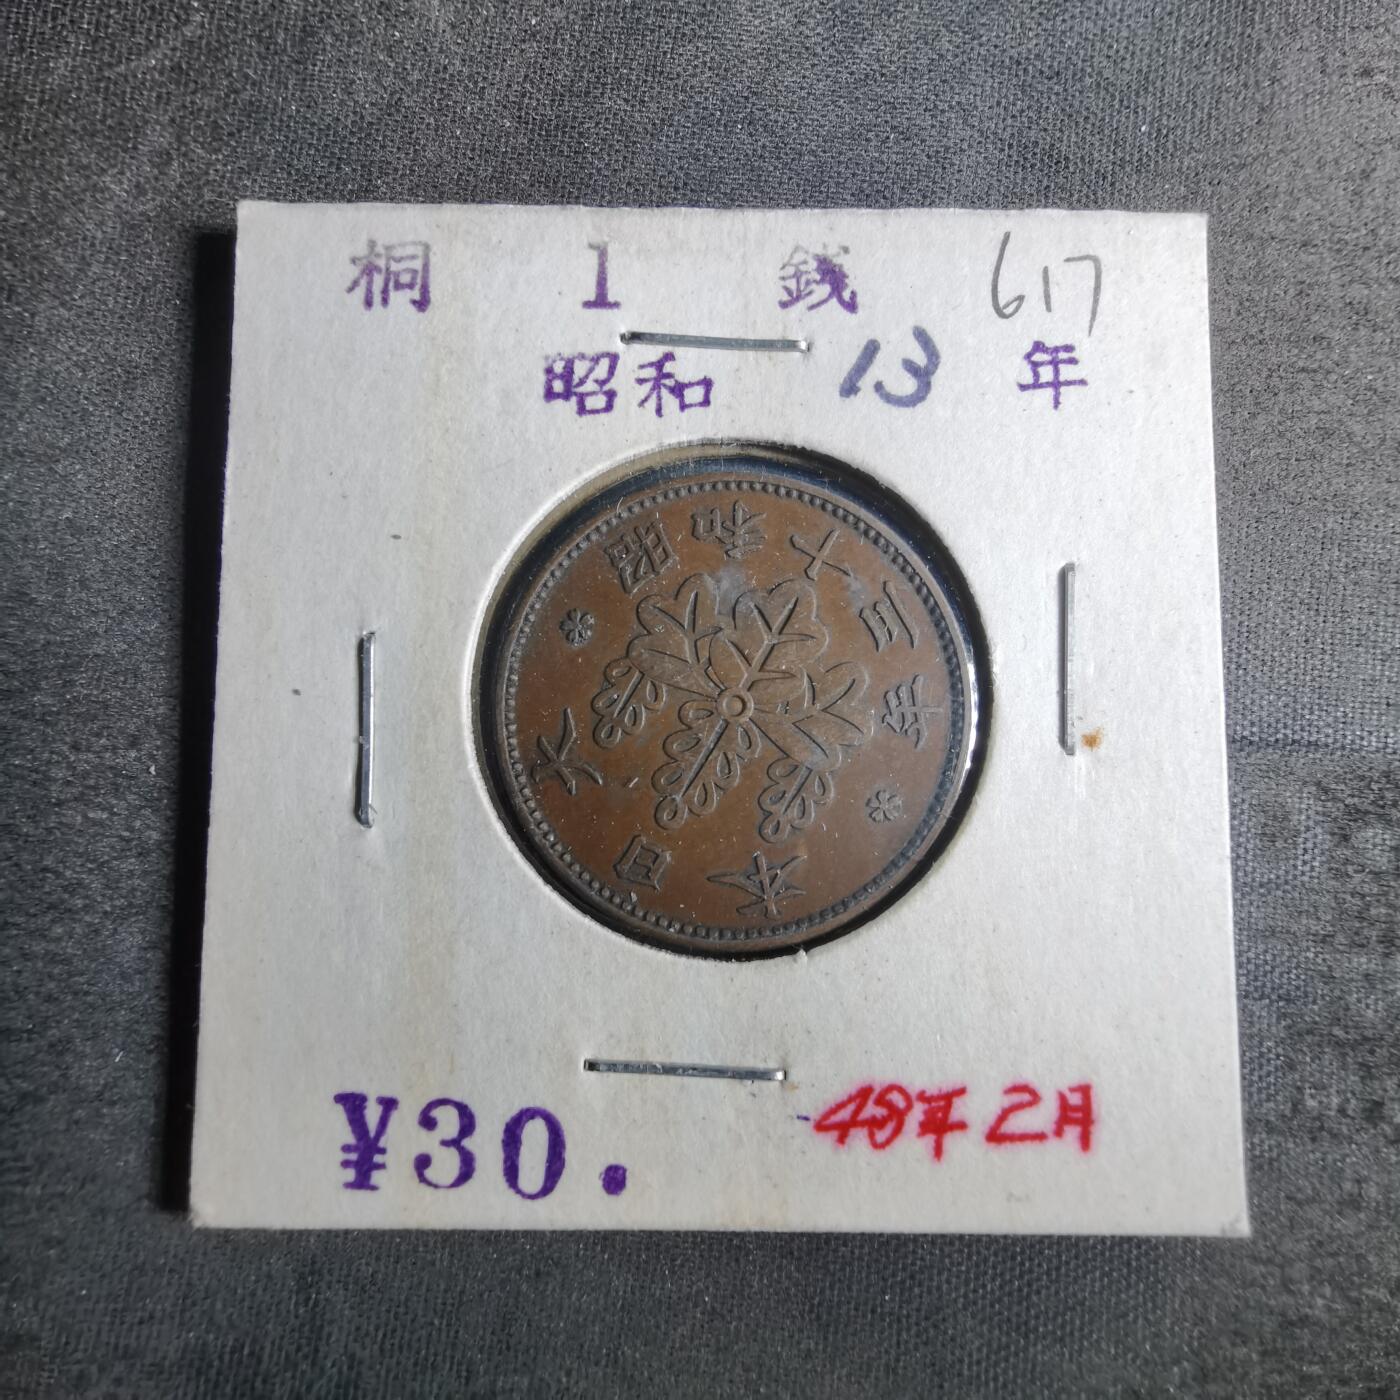 桐 1 銭 617
昭和 13 年
昭和十三年
大日本
¥30.
48年2月